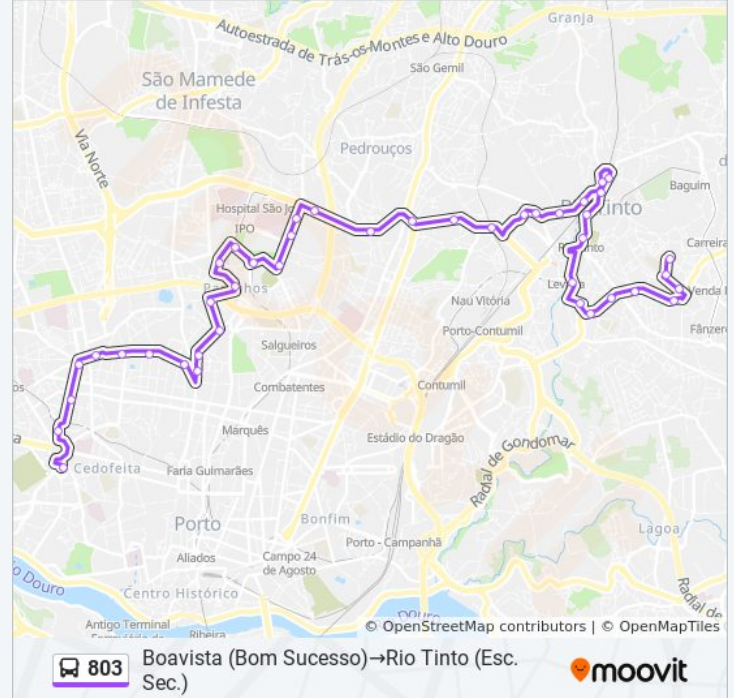 Granja
Autoestrada de Trás-os-Montes e Alto Douro
São Gemil
São Mamede
de Infesta
Via Norte
Pedrouços
Baguim
Hospital São Jo
IPO
Carreira
Venda
Nau Vitória
Fânzer
Porto-Contumil
Salgueiros
Combatentes
Contumil
Marquês
Estádio do Dragão
Cedofeita
Faria Guimarães
Radial de Gondomar
Bonfim
Porto
Lagoa
Porto - Campanhã
Aliados
Campo 24
de Agosto
o Douro
Centro Histórico
Radial de
Antigo Terminal
Ribeira
© OpenStreetMap contributors | © OpenMapTiles
803
Boavista (Bom Sucesso)→Rio Tinto (Esc.
Sec.)
moovit